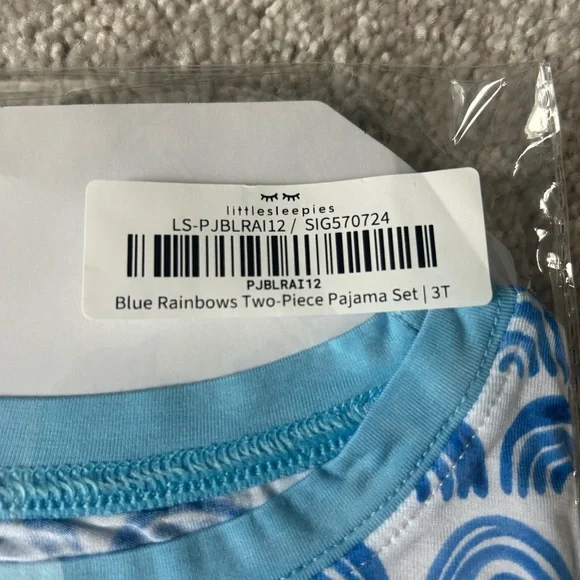 littlesleepies
LS-PJBLRAI12 / SIG570724
PJBLRAI12
Blue Rainbows Two-Piece Pajama Set | 3T